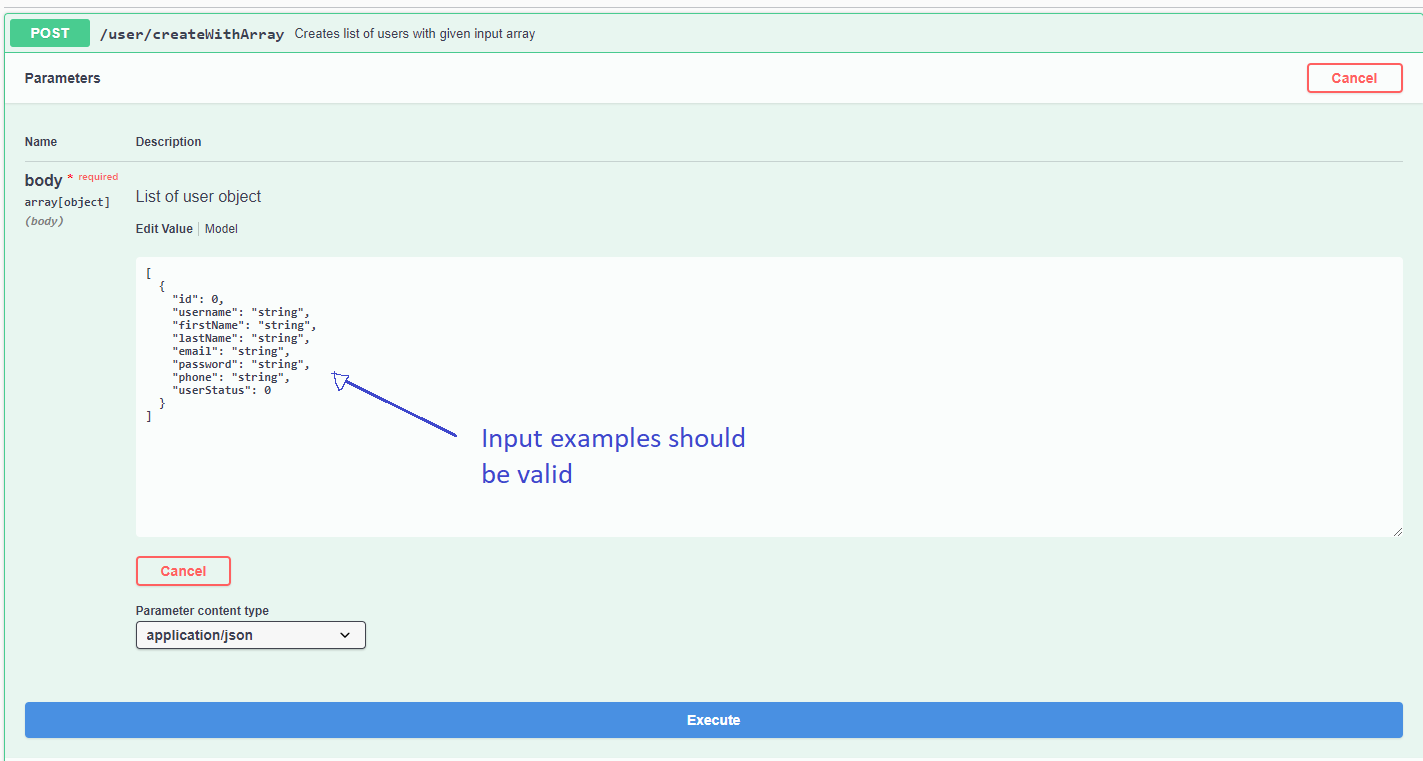 POST /user/createWithArray Creates list of users with given input array
Parameters Cancel
Name Description
body * required
array[object]
(body)
List of user object
Edit Value | Model
[
  {
    "id": 0,
    "username": "string",
    "firstName": "string",
    "lastName": "string",
    "email": "string",
    "password": "string",
    "phone": "string",
    "userStatus": 0
  }
]
Input examples should
be valid
Cancel
Parameter content type
application/json
Execute